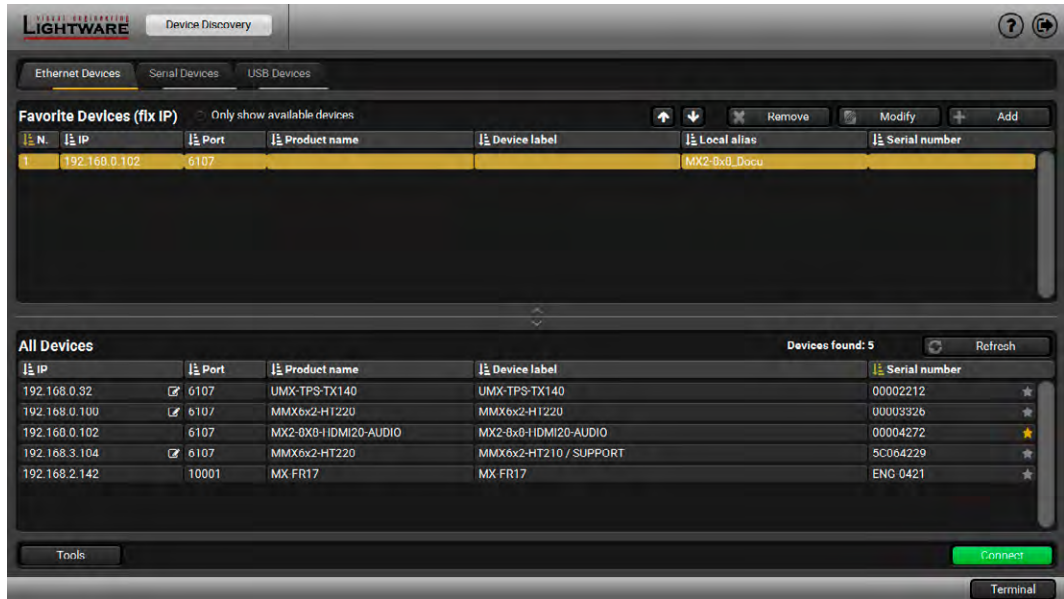 visual engineering
LIGHTWARE Device Discovery ?
Ethernet Devices Serial Devices USB Devices
Favorite Devices (fix IP) Only show available devices Remove Modify Add
N. IP Port Product name Device label Local alias Serial number
1 192.168.0.102 6107 MX2-8x8_Docu
All Devices Devices found: 5 Refresh
IP Port Product name Device label Serial number
192.168.0.32 6107 UMX-TPS-TX140 UMX-TPS-TX140 00002212
192.168.0.100 6107 MMX6x2-HT220 MMX6x2-HT220 00003326
192.168.0.102 6107 MX2-8X8-HDMI20-AUDIO MX2-8x8-HDMI20-AUDIO 00004272
192.168.3.104 6107 MMX6x2-HT220 MMX6x2-HT210 / SUPPORT 5C064229
192.168.2.142 10001 MX-FR17 MX-FR17 ENG-0421
Tools Connect
Terminal